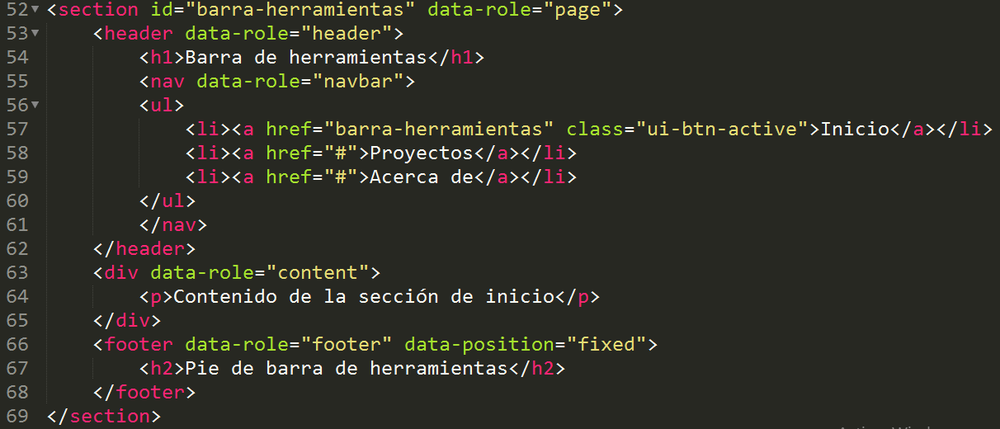 52 <section id="barra-herramientas" data-role="page">
53     <header data-role="header">
54         <h1>Barra de herramientas</h1>
55         <nav data-role="navbar">
56         <ul>
57             <li><a href="barra-herramientas" class="ui-btn-active">Inicio</a></li>
58             <li><a href="#">Proyectos</a></li>
59             <li><a href="#">Acerca de</a></li>
60         </ul>
61         </nav>
62     </header>
63     <div data-role="content">
64         <p>Contenido de la sección de inicio</p>
65     </div>
66     <footer data-role="footer" data-position="fixed">
67         <h2>Pie de barra de herramientas</h2>
68     </footer>
69 </section>